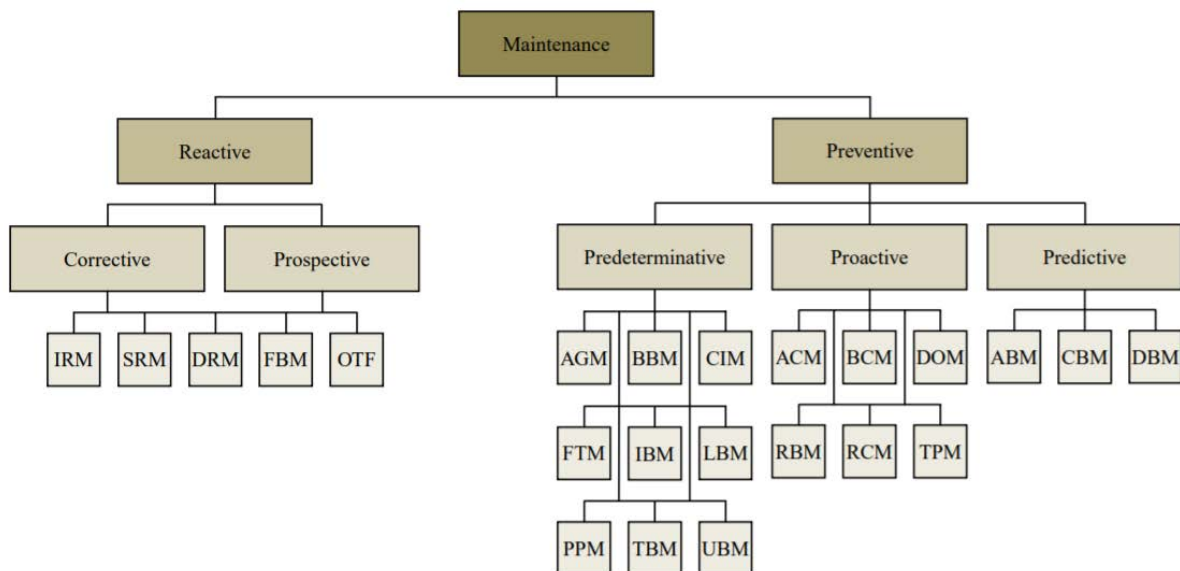 Maintenance
Reactive
Preventive
Corrective
Prospective
Predeterminative
Proactive
Predictive
IRM
SRM
DRM
FBM
OTF
AGM
BBM
CIM
ACM
BCM
DOM
ABM
CBM
DBM
FTM
IBM
LBM
RBM
RCM
TPM
PPM
TBM
UBM